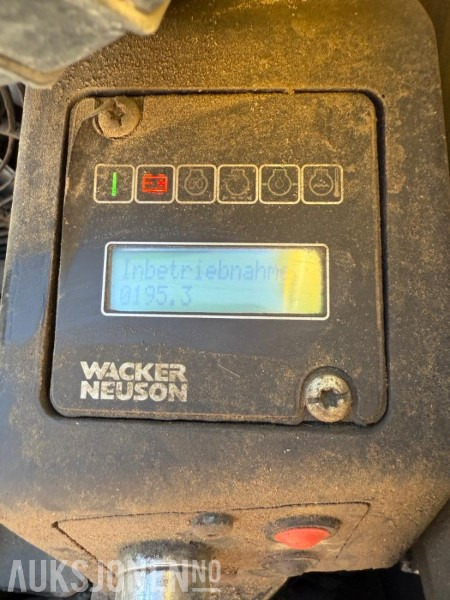 Inbetriebnahme
0195.3
WACKER
NEUSON
AUKSJONEN.NO